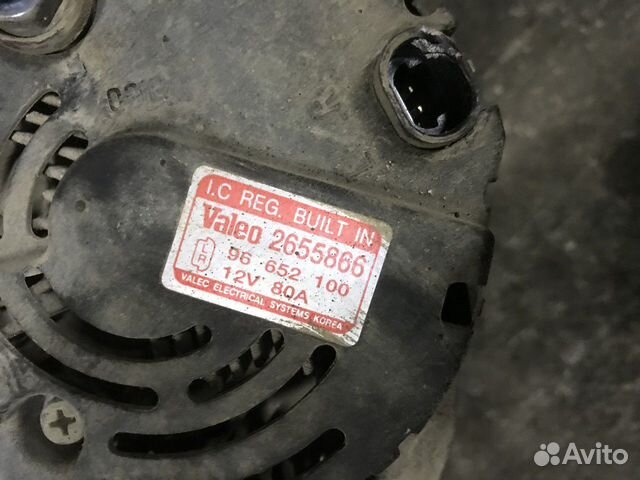 I.C REG. BUILT IN
Valeo 2655866
96 652 100
12V 80A
VALEO ELECTRICAL SYSTEMS KOREA
Avito